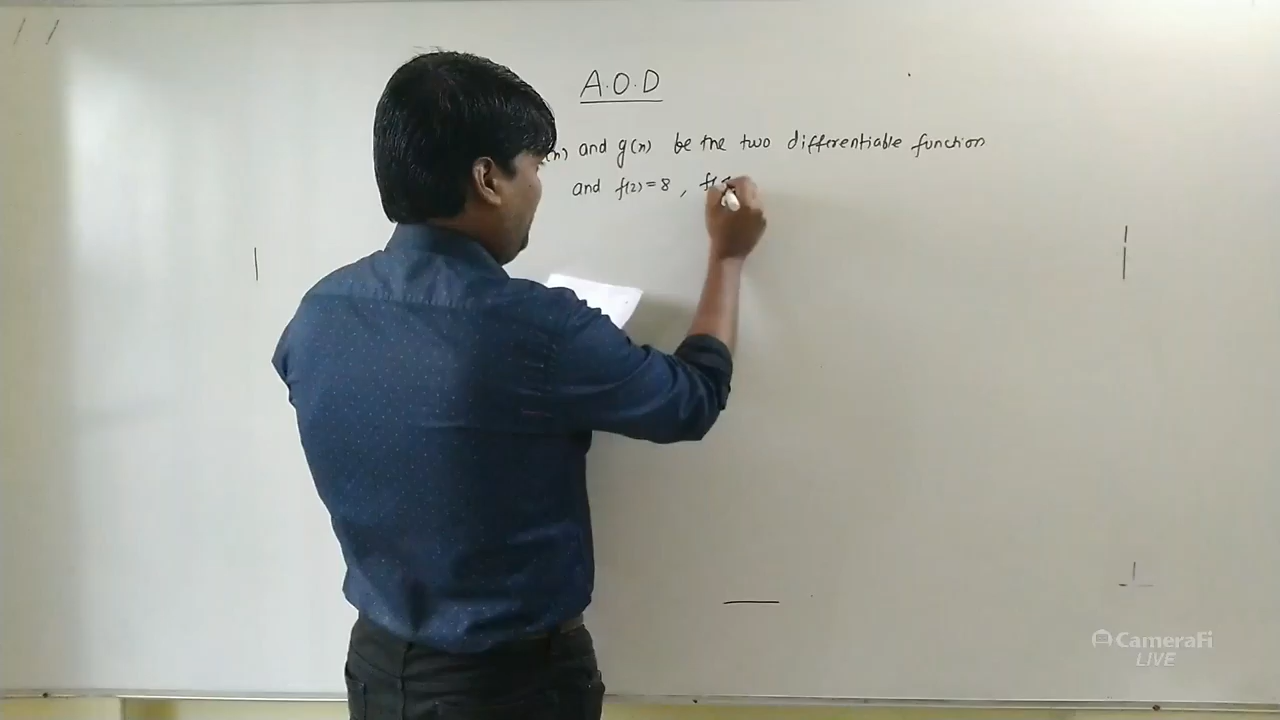 A.O.D
(n) and g(n) be the two differentiable function
and f(2) = 8 , f(
CameraFi
LIVE